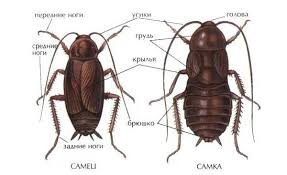 передние ноги
усики
голова
средние
ноги
грудь
крылья
брюшко
задние ноги
САМЕЦ
САМКА